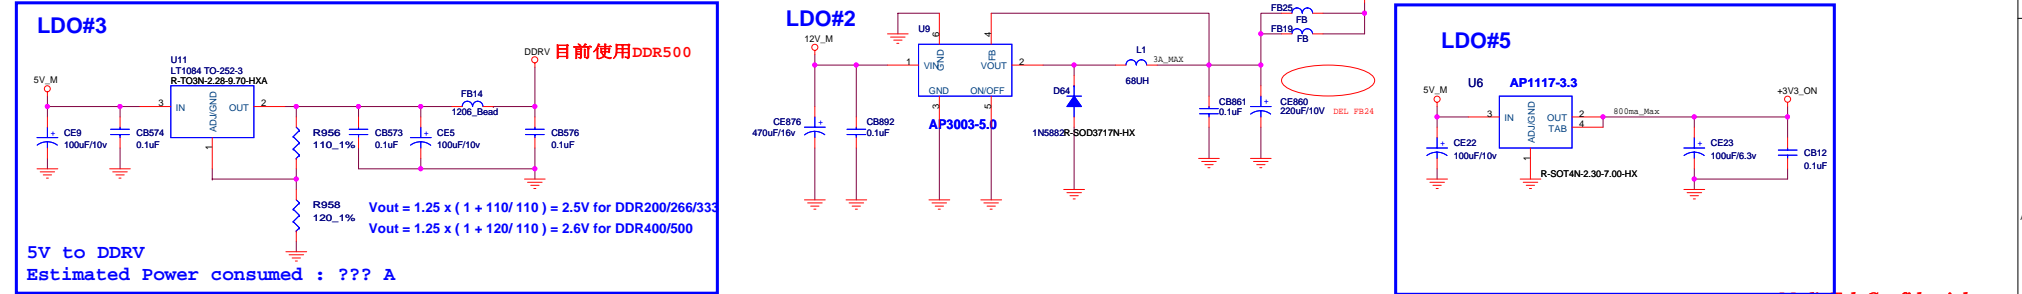 LDO#3
DDRV 目前使用DDR500
U11
LT1084 TO-252-3
R-TO3N-2.28-9.70-HXA
5V_M
3 IN OUT 2
ADJ/GND
1
FB14
1206_Bead
CE9
100uF/10v
CB574
0.1uF
R956
110_1%
CB573
0.1uF
CE5
100uF/10v
CB576
0.1uF
R958
120_1%
Vout = 1.25 x ( 1 + 110/ 110 ) = 2.5V for DDR200/266/333
Vout = 1.25 x ( 1 + 120/ 110 ) = 2.6V for DDR400/500
5V to DDRV
Estimated Power consumed : ??? A
LDO#2
12V_M
U9
6
4
GND
FB
1 VIN VOUT 2
GND ON/OFF
3
5
AP3003-5.0
L1
68UH
3A_MAX
FB25
FB
FB19
FB
D64
1N5882R-SOD3717N-HX
CE876
470uF/16v
CB892
0.1uF
CB861
0.1uF
CE860
220uF/10V
DEL FB24
LDO#5
U6 AP1117-3.3
5V_M
3 IN OUT 2
TAB 4
ADJ/GND
1
800ma_Max
+3V3_ON
CE22
100uF/10v
R-SOT4N-2.30-7.00-HX
CE23
100uF/6.3v
CB12
0.1uF